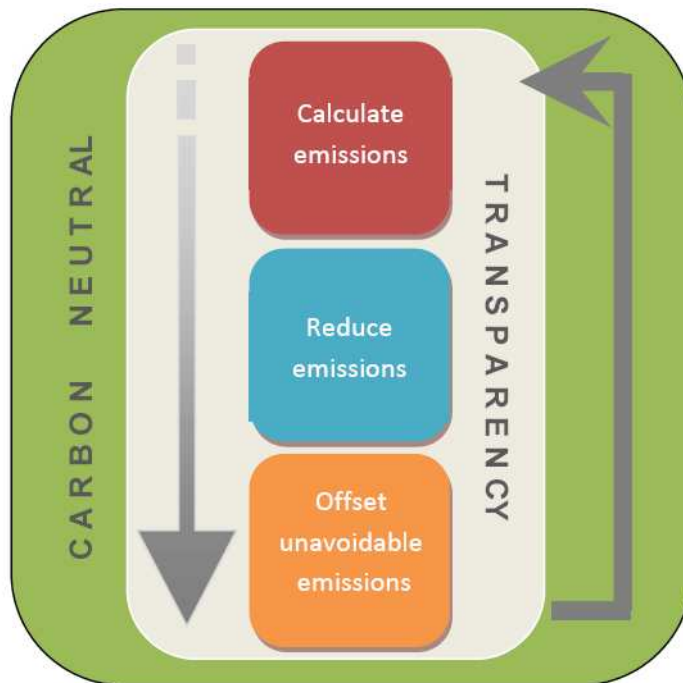 CARBON NEUTRAL
Calculate
emissions
Reduce
emissions
Offset
unavoidable
emissions
TRANSPARENCY